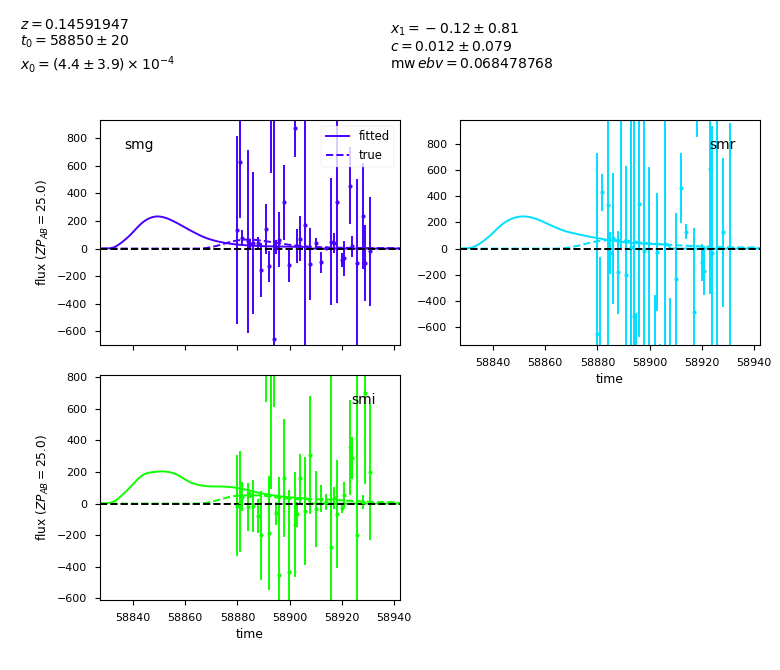 z = 0.14591947
t₀ = 58850 ± 20
x₀ = (4.4 ± 3.9) × 10⁻⁴
x₁ = −0.12 ± 0.81
c = 0.012 ± 0.079
mw ebv = 0.068478768
smg
fitted
true
800
600
400
200
0
−200
−400
−600
flux (ZP_AB = 25.0)
smr
800
600
400
200
0
−200
−400
−600
58840 58860 58880 58900 58920 58940
time
smi
800
600
400
200
0
−200
−400
−600
flux (ZP_AB = 25.0)
58840 58860 58880 58900 58920 58940
time